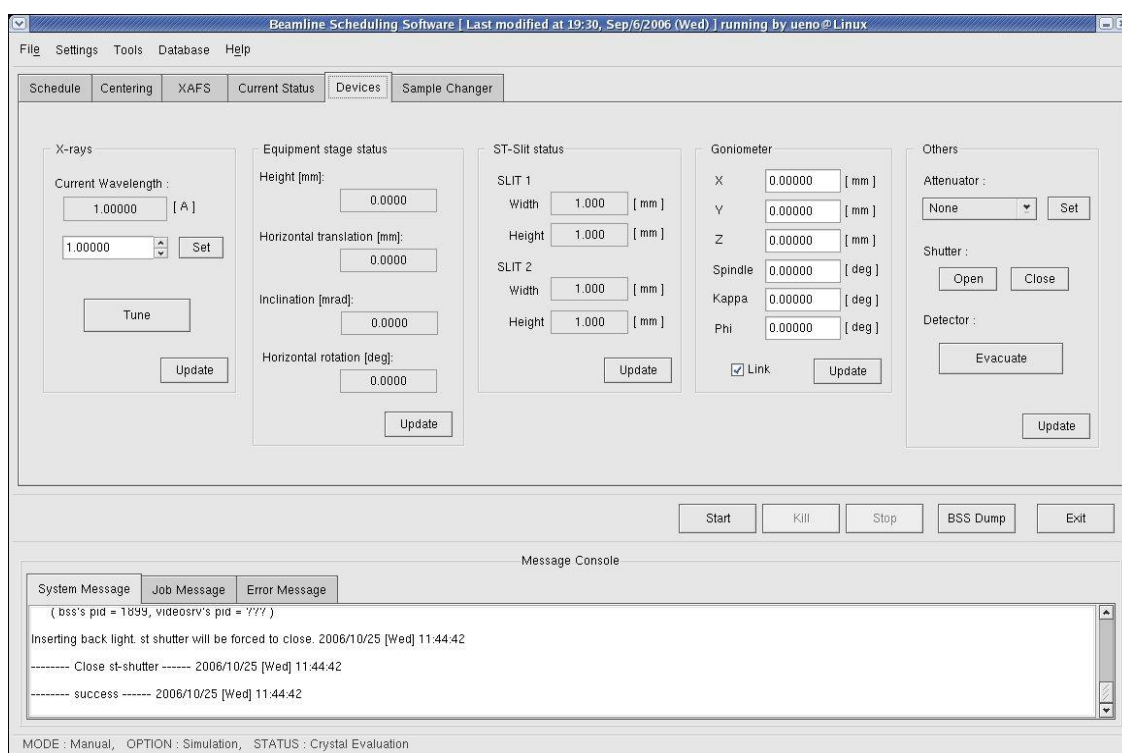 Beamline Scheduling Software [ Last modified at 19:30, Sep/6/2006 (Wed) ] running by ueno@Linux
File Settings Tools Database Help
Schedule Centering XAFS Current Status Devices Sample Changer
X-rays
Current Wavelength :
1.00000 [ A ]
1.00000 Set
Tune
Update
Equipment stage status
Height [mm]:
0.0000
Horizontal translation [mm]:
0.0000
Inclination [mrad]:
0.0000
Horizontal rotation [deg]:
0.0000
Update
ST-Slit status
SLIT 1
Width 1.000 [ mm ]
Height 1.000 [ mm ]
SLIT 2
Width 1.000 [ mm ]
Height 1.000 [ mm ]
Update
Goniometer
X 0.00000 [ mm ]
Y 0.00000 [ mm ]
Z 0.00000 [ mm ]
Spindle 0.00000 [ deg ]
Kappa 0.00000 [ deg ]
Phi 0.00000 [ deg ]
Link Update
Others
Attenuator :
None Set
Shutter :
Open Close
Detector :
Evacuate
Update
Start Kill Stop BSS Dump Exit
Message Console
System Message Job Message Error Message
( bss's pid = 1899, videosrv's pid = ??? )
Inserting back light. st shutter will be forced to close. 2006/10/25 [Wed] 11:44:42
-------- Close st-shutter ------ 2006/10/25 [Wed] 11:44:42
-------- success ------ 2006/10/25 [Wed] 11:44:42
MODE : Manual, OPTION : Simulation, STATUS : Crystal Evaluation